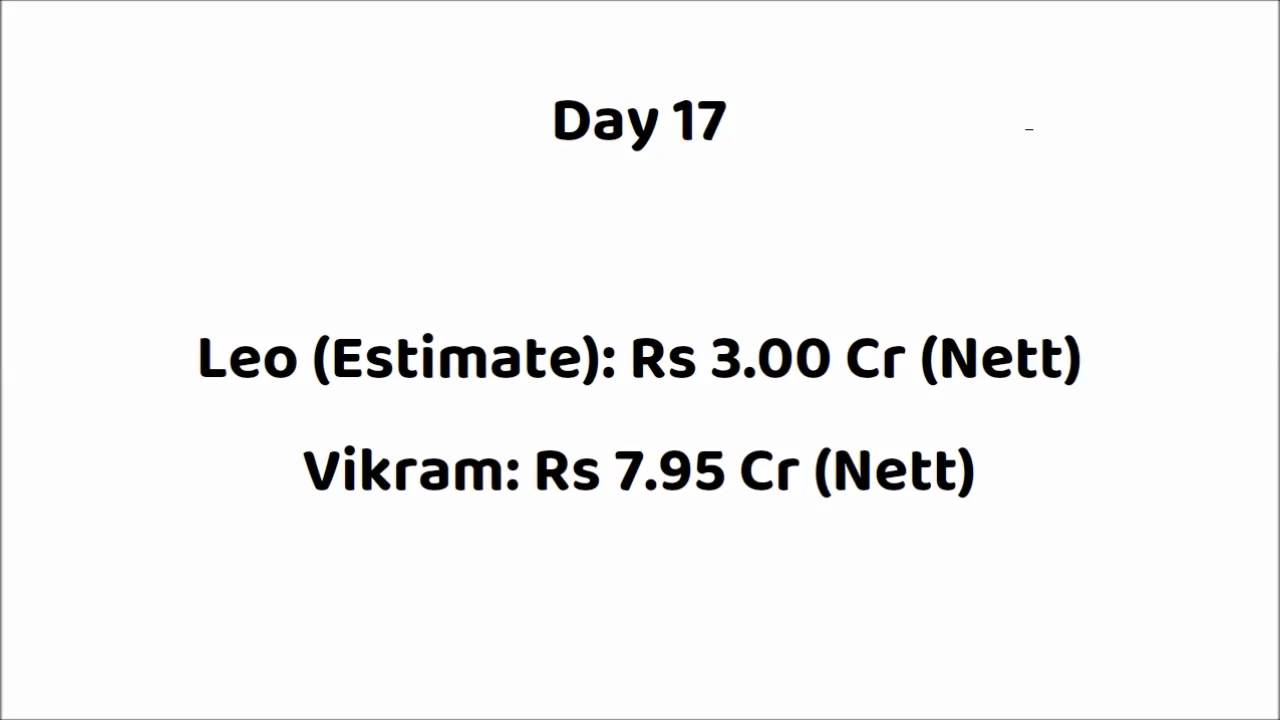 Day 17
Leo (Estimate): Rs 3.00 Cr (Nett)
Vikram: Rs 7.95 Cr (Nett)